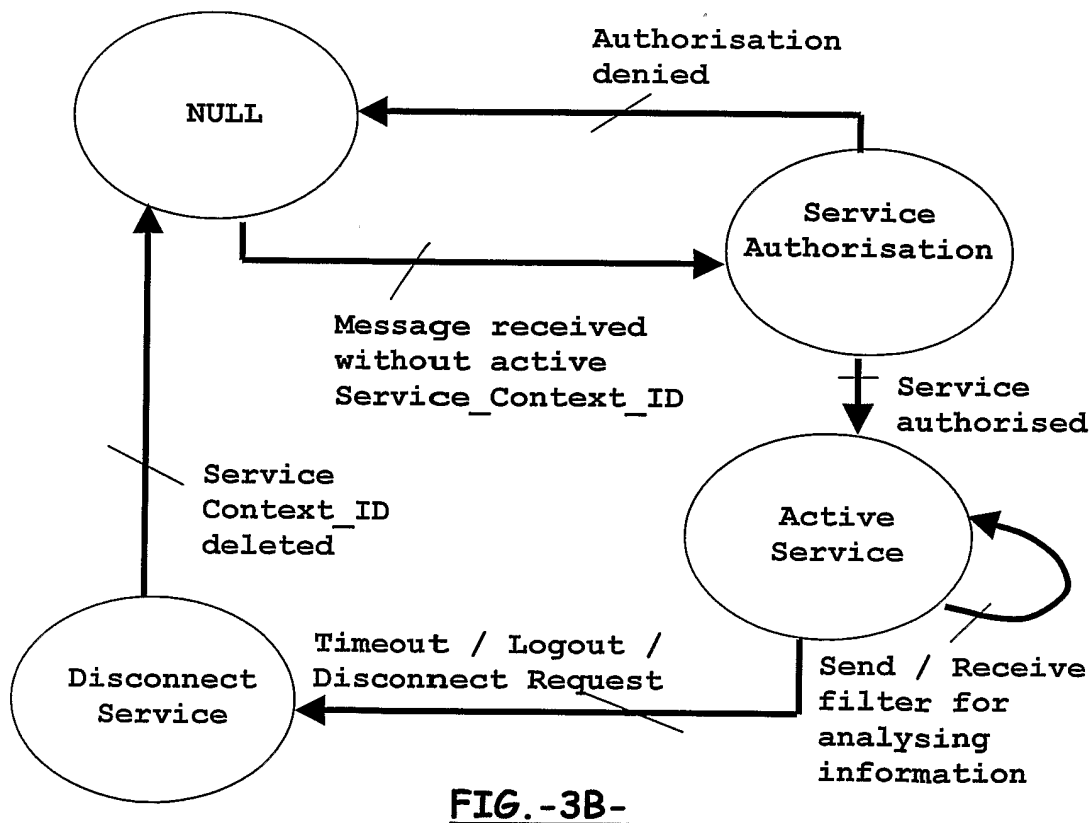 Authorisation
denied
NULL
Service
Authorisation
Message received
without active
Service_Context_ID
Service
authorised
Service
Context_ID
deleted
Active
Service
Timeout / Logout /
Disconnect Request
Disconnect
Service
Send / Receive
filter for
analysing
information
FIG.-3B-